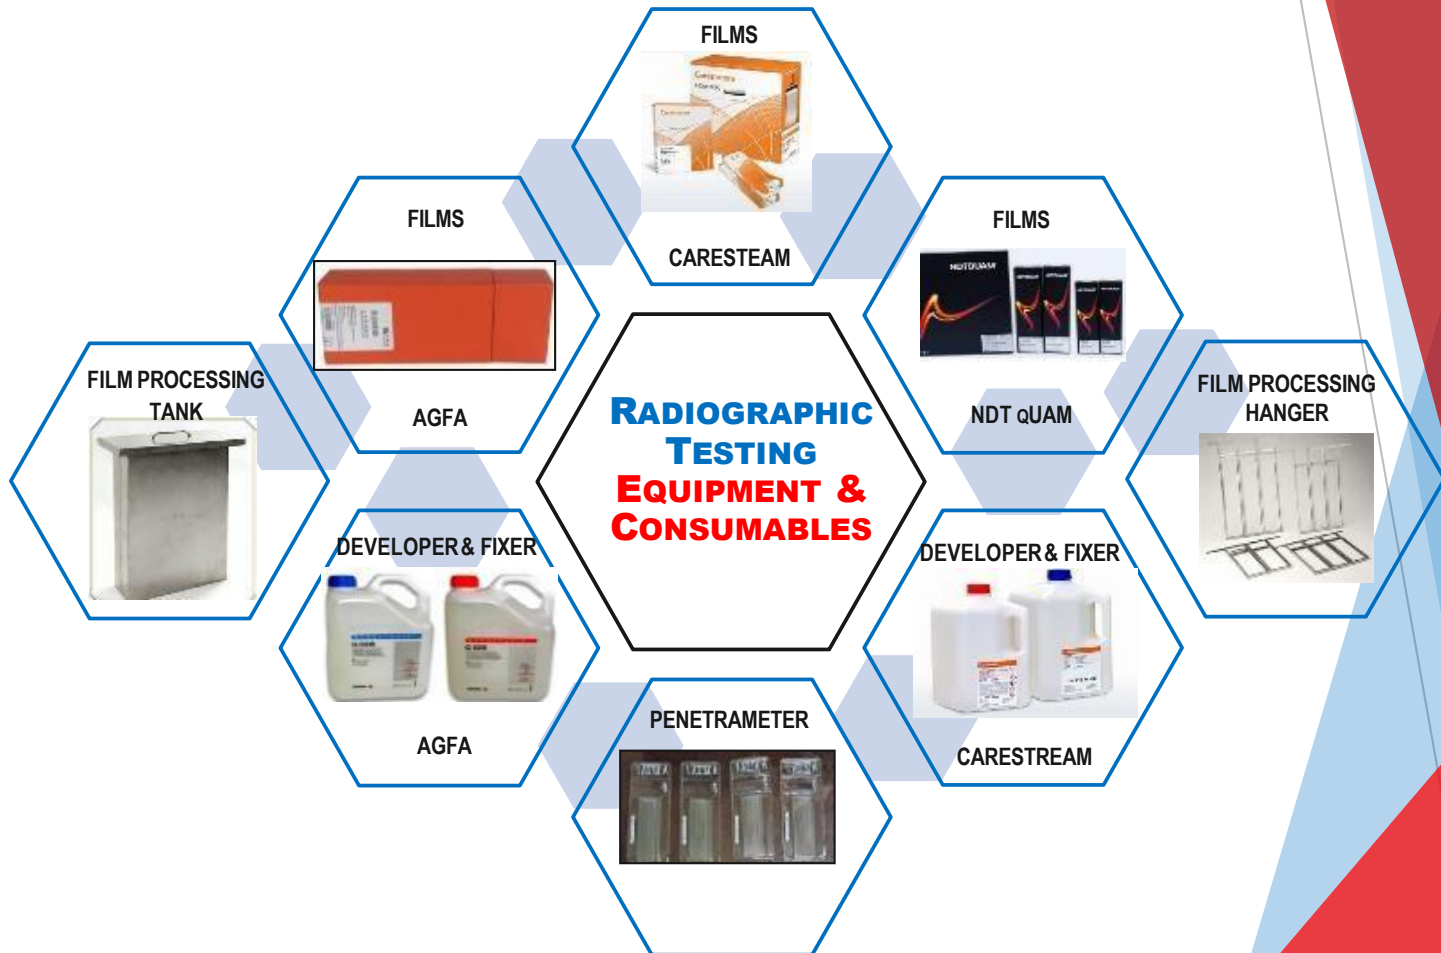 FILMS
CARESTEAM
FILMS
AGFA
FILMS
NDTQUAM
NDT QUAM
FILM PROCESSING
TANK
FILM PROCESSING
HANGER
RADIOGRAPHIC
TESTING
EQUIPMENT &
CONSUMABLES
DEVELOPER & FIXER
AGFA
DEVELOPER & FIXER
CARESTREAM
PENETRAMETER